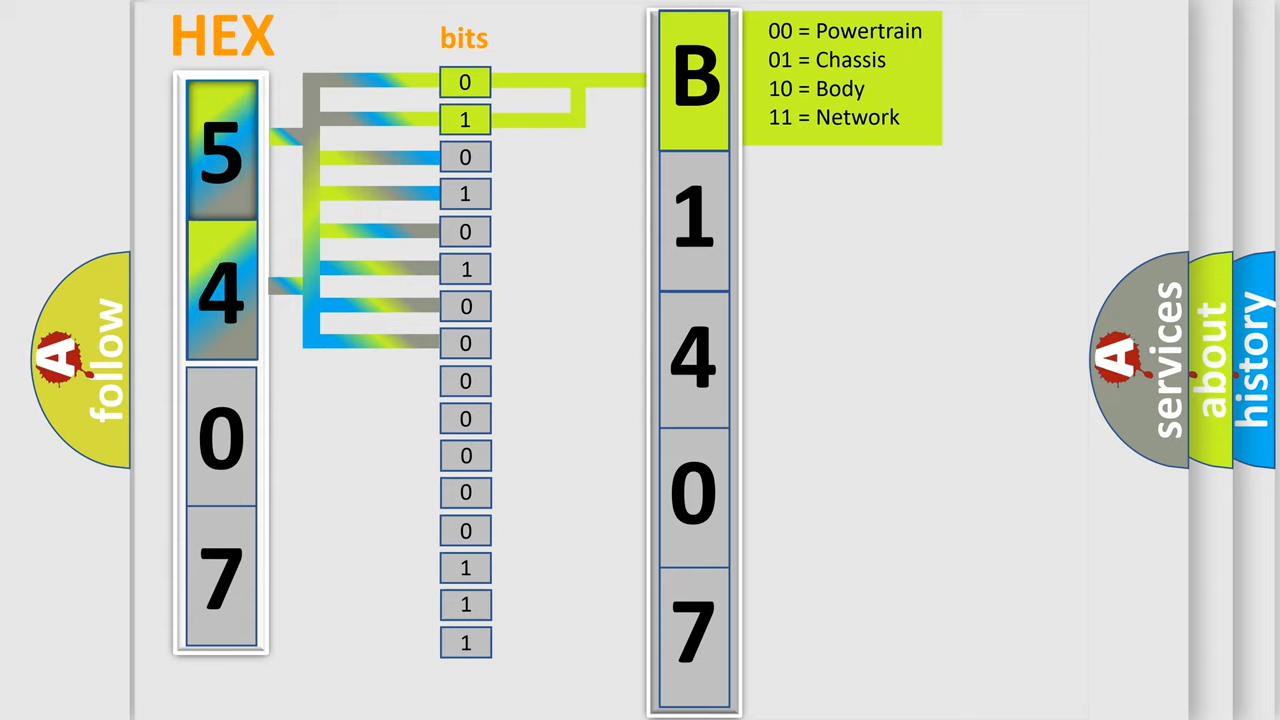 HEX
bits
5
4
0
7
0
1
0
1
0
1
0
0
0
0
0
0
0
1
1
1
B
1
4
0
7
00 = Powertrain
01 = Chassis
10 = Body
11 = Network
A
follow
A
services
about
history